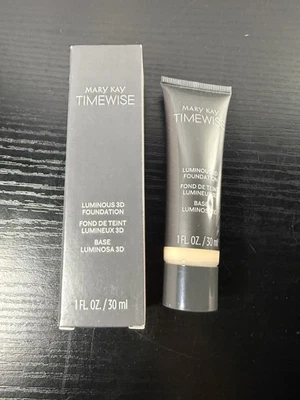 MARY KAY
TIMEWISE
LUMINOUS 3D
FOUNDATION
FOND DE TEINT
LUMINEUX 3D
BASE
LUMINOSA 3D
1 FL. OZ. / 30 ml
MARY KAY
TIMEWISE
LUMINOUS 3D
FOUNDATION
FOND DE TEINT
LUMINEUX 3D
BASE
LUMINOSA 3D
1 FL. OZ. / 30 ml